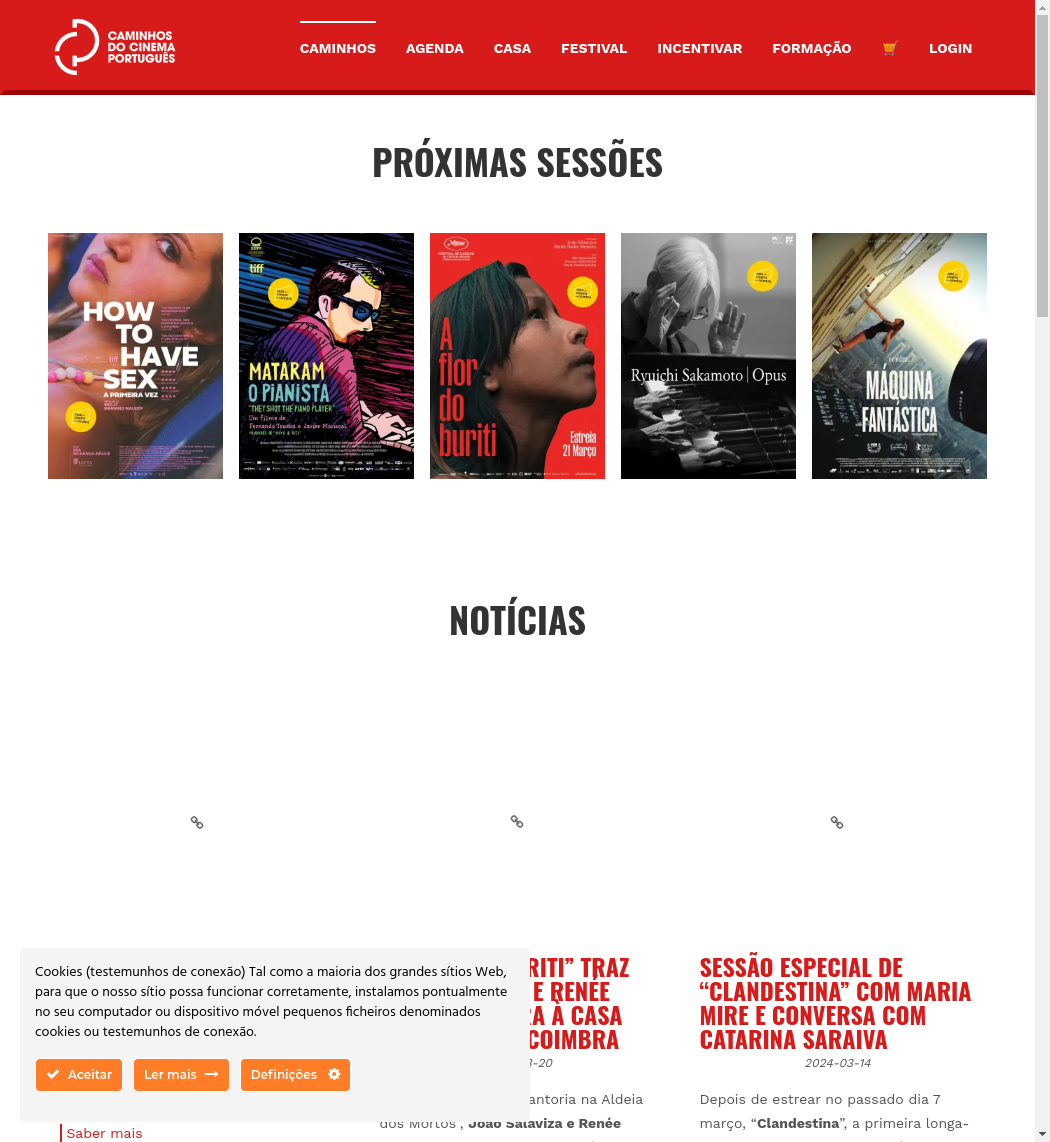 CAMINHOS
DO CINEMA
PORTUGUÊS
CAMINHOS AGENDA CASA FESTIVAL INCENTIVAR FORMAÇÃO LOGIN
PRÓXIMAS SESSÕES
HOW
TO
HAVE
SEX
A PRIMEIRA VEZ
tiff
MATARAM
O PIANISTA
"THEY SHOT THE PIANO PLAYER"
Um Filme de
Fernando Trueba e Javier Mariscal
A
flor
do
buriti
Estreia
21 Março
Ryuichi Sakamoto | Opus
MÁQUINA
FANTÁSTICA
NOTÍCIAS
Cookies (testemunhos de conexão) Tal como a maioria dos grandes sítios Web,
para que o nosso sítio possa funcionar corretamente, instalamos pontualmente
no seu computador ou dispositivo móvel pequenos ficheiros denominados
cookies ou testemunhos de conexão.
Aceitar Ler mais Definições
Saber mais
RITI” TRAZ
E RENÉE
RA À CASA
COIMBRA
3-20
antoria na Aldeia
dos Mortos”, João Salaviza e Renée
SESSÃO ESPECIAL DE
“CLANDESTINA” COM MARIA
MIRE E CONVERSA COM
CATARINA SARAIVA
2024-03-14
Depois de estrear no passado dia 7
março, “Clandestina”, a primeira longa-